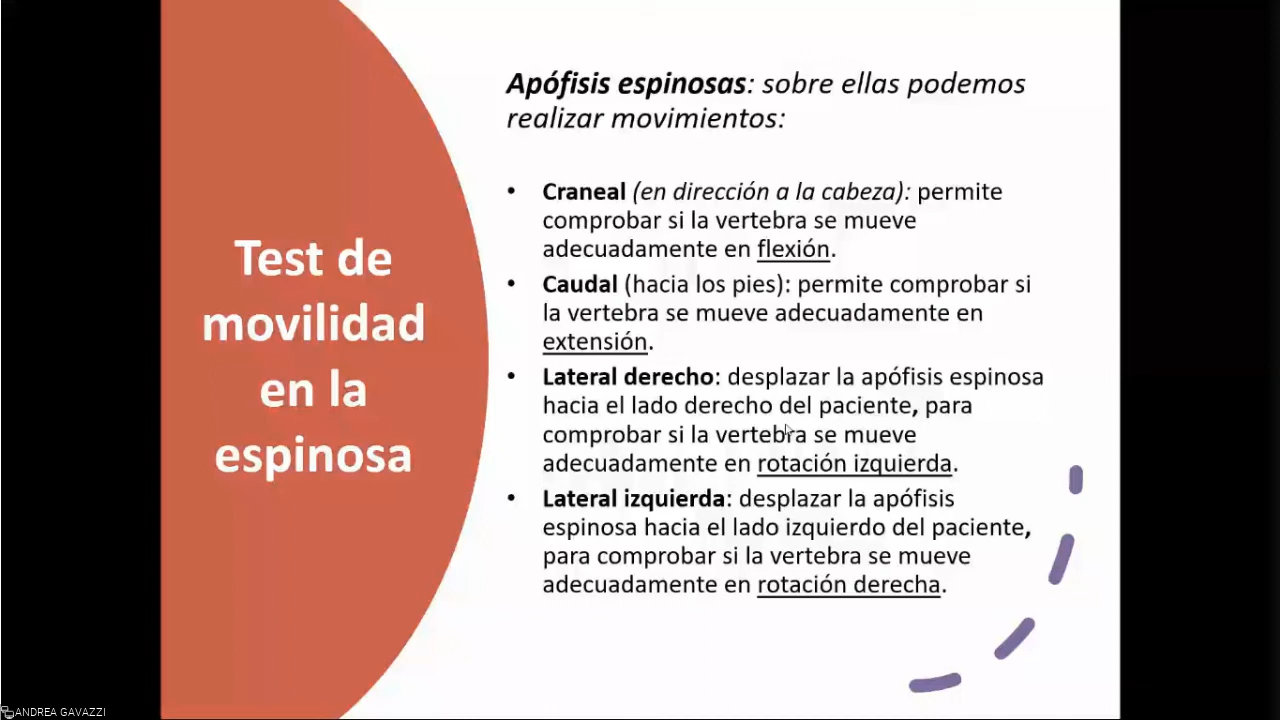 Test de
movilidad
en la
espinosa
Apófisis espinosas: sobre ellas podemos
realizar movimientos:
• Craneal (en dirección a la cabeza): permite
comprobar si la vertebra se mueve
adecuadamente en flexión.
• Caudal (hacia los pies): permite comprobar si
la vertebra se mueve adecuadamente en
extensión.
• Lateral derecho: desplazar la apófisis espinosa
hacia el lado derecho del paciente, para
comprobar si la vertebra se mueve
adecuadamente en rotación izquierda.
• Lateral izquierda: desplazar la apófisis
espinosa hacia el lado izquierdo del paciente,
para comprobar si la vertebra se mueve
adecuadamente en rotación derecha.
ANDREA GAVAZZI